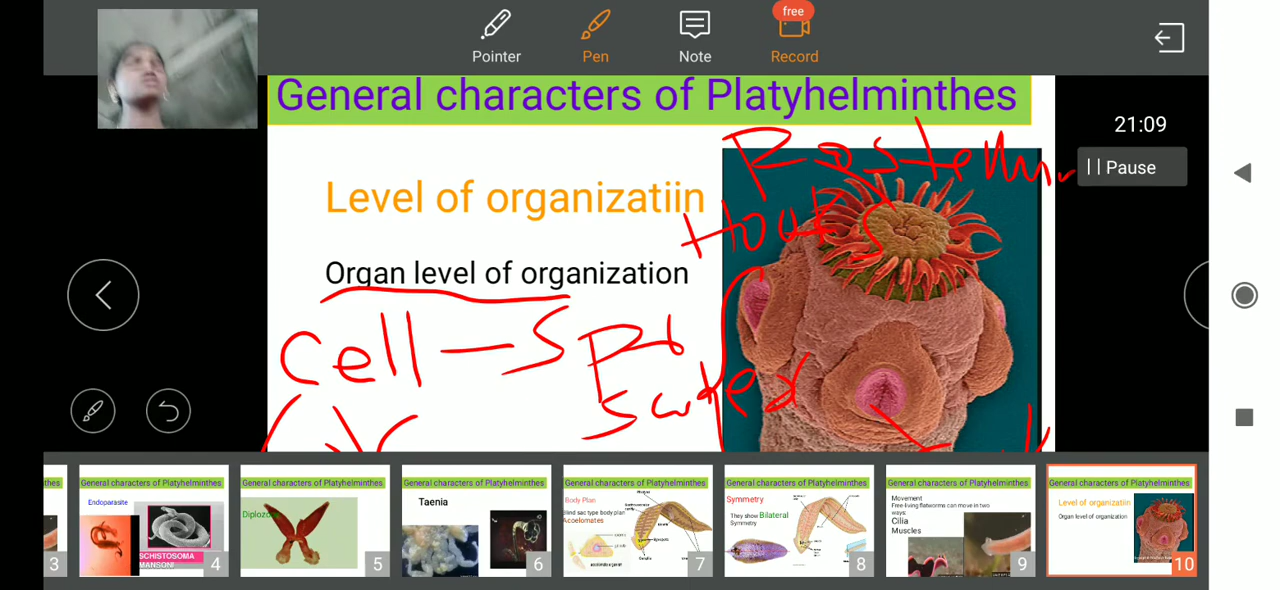 free
Pointer
Pen
Note
Record
General characters of Platyhelminthes
21:09
Pause
Level of organizatiin
Hooks
Organ level of organization
Cell
thes
General characters of Platyhelminthes
General characters of Platyhelminthes
General characters of Platyhelminthes
General characters of Platyhelminthes
General characters of Platyhelminthes
General characters of Platyhelminthes
General characters of Platyhelminthes
3
Endoparasite
SCHISTOSOMA
MANSONI
4
Diplozo
5
Taenia
6
Body Plan
blind sac type body plan
Acoelomates
7
Symmetry
They show Bilateral
Symmetry
8
Movement
Free living flatworms can move in two
ways:
Cilia
Muscles
9
Level of organizatiin
Organ level of organization
10